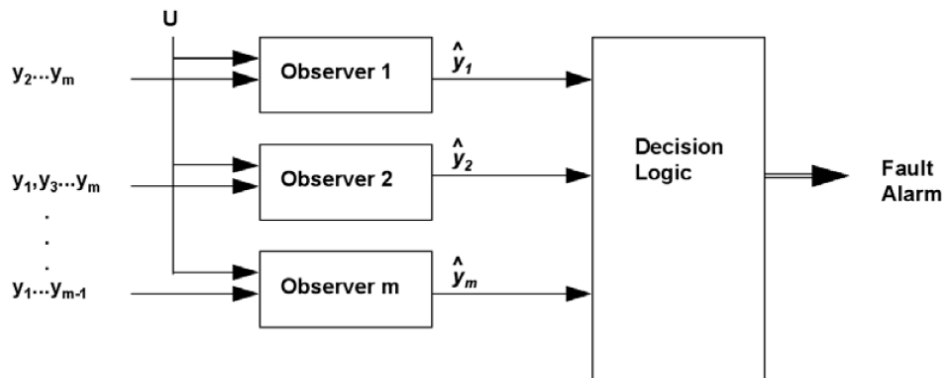 U
y₂...yₘ
Observer 1
ŷ₁
y₁,y₃...yₘ
Observer 2
ŷ₂
.
.
.
y₁...yₘ₋₁
Observer m
ŷₘ
Decision
Logic
Fault
Alarm